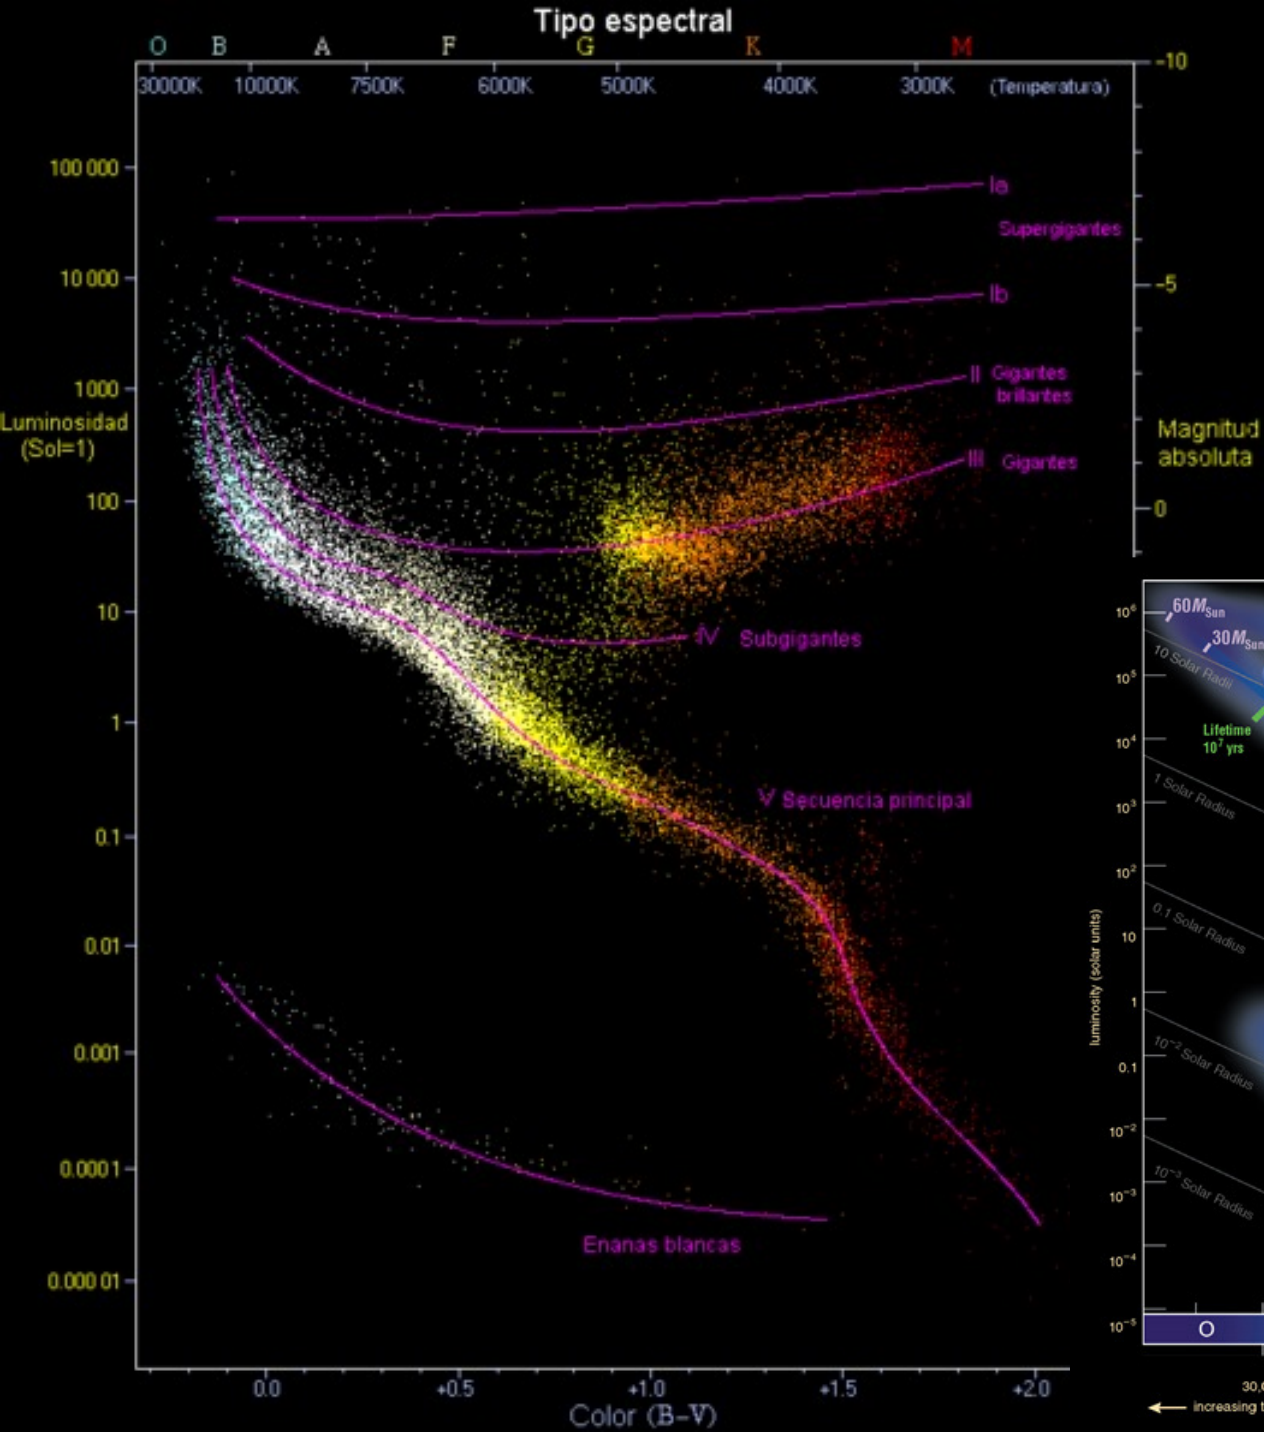 Tipo espectral
O B A F G K M
30000K 10000K 7500K 6000K 5000K 4000K 3000K (Temperatura)
-10
100 000
Ia
Supergigantes
10 000
-5
Ib
1000
II Gigantes
brillantes
Luminosidad
(Sol=1)
Magnitud
absoluta
III Gigantes
100
0
10
IV Subgigantes
1
V Secuencia principal
0.1
0.01
0.001
0.0001
Enanas blancas
0.000 01
0.0 +0.5 +1.0 +1.5 +2.0
Color (B-V)
luminosity (solar units)
10⁶
60MSun
30MSun
10 Solar Radii
10⁵
Lifetime
10⁷ yrs
10⁴
1 Solar Radius
10³
10²
0.1 Solar Radius
10
1
10⁻² Solar Radius
0.1
10⁻²
10⁻³ Solar Radius
10⁻³
10⁻⁴
10⁻⁵
O
30,
increasing t